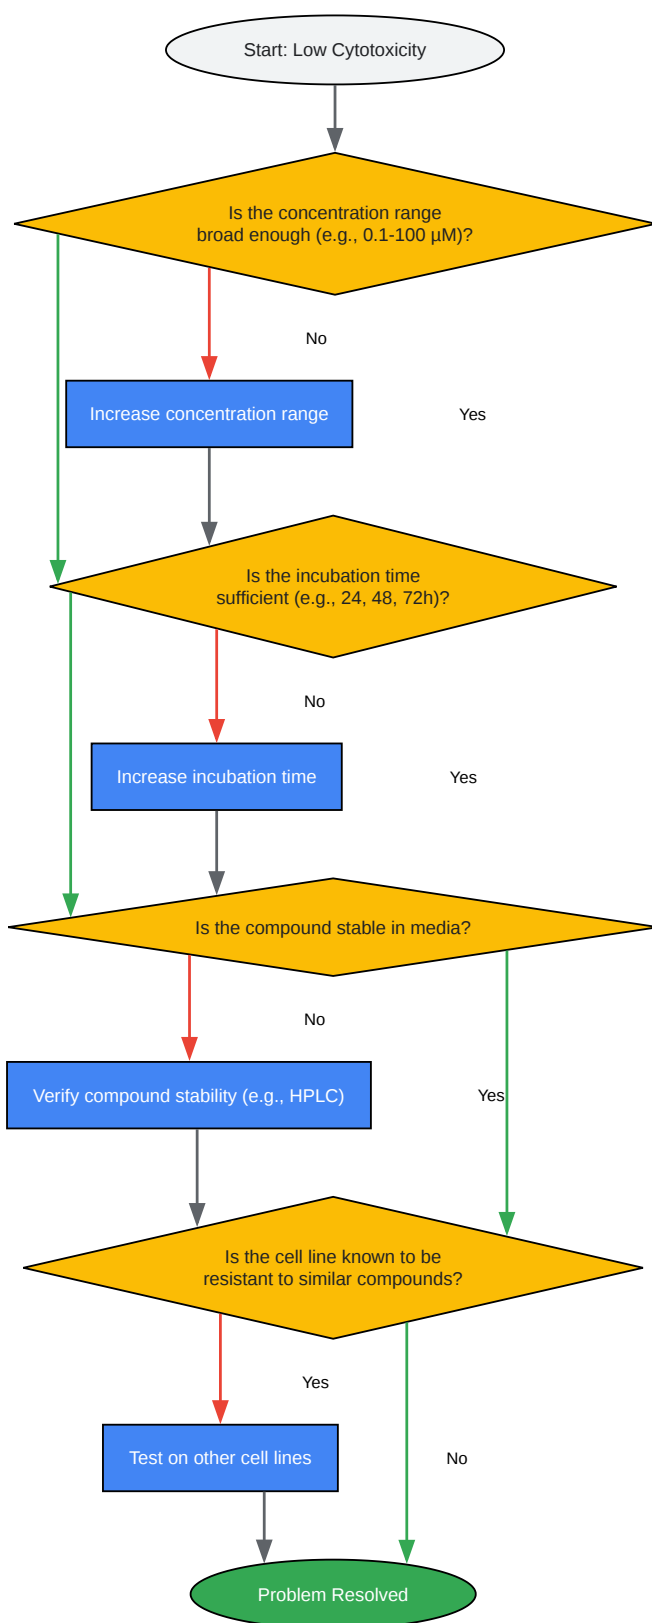 Start: Low Cytotoxicity
Is the concentration range
broad enough (e.g., 0.1-100 µM)?
No
Increase concentration range
Yes
Is the incubation time
sufficient (e.g., 24, 48, 72h)?
No
Increase incubation time
Yes
Is the compound stable in media?
No
Verify compound stability (e.g., HPLC)
Yes
Is the cell line known to be
resistant to similar compounds?
Yes
Test on other cell lines
No
Problem Resolved